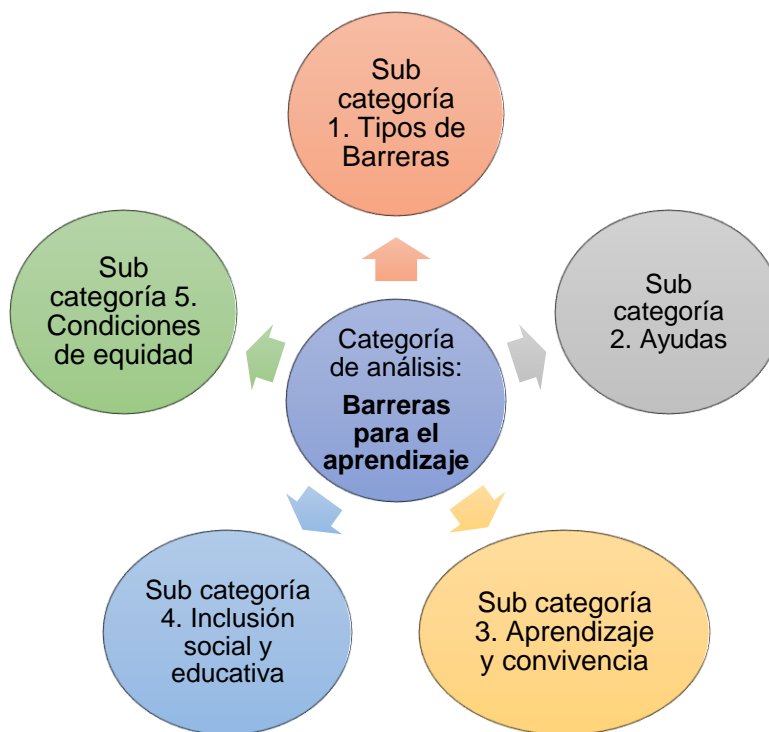 Sub
categoría
1. Tipos de
Barreras
Sub
categoría 5.
Condiciones
de equidad
Sub
categoría
2. Ayudas
Categoría
de análisis:
Barreras
para el
aprendizaje
Sub categoría
4. Inclusión
social y
educativa
Sub categoría
3. Aprendizaje
y convivencia